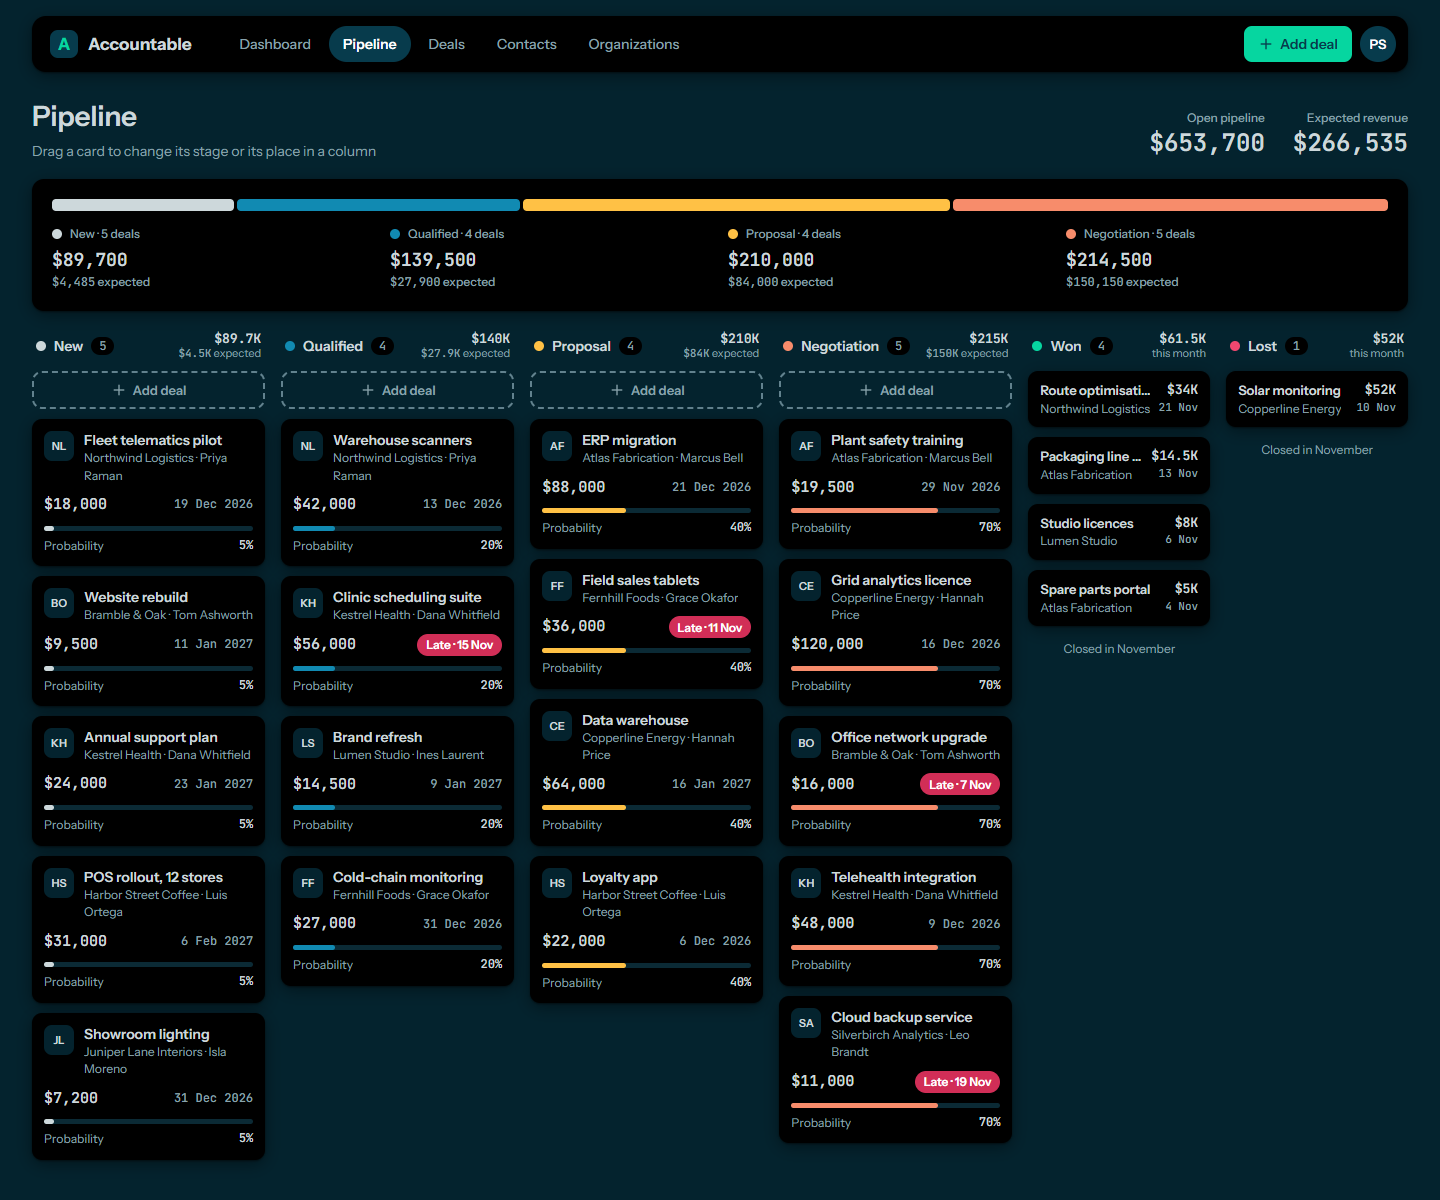 A Accountable Dashboard Pipeline Deals Contacts Organizations + Add deal PS
Pipeline
Drag a card to change its stage or its place in a column
Open pipeline
$653,700
Expected revenue
$266,535
New · 5 deals
$89,700
$4,485 expected
Qualified · 4 deals
$139,500
$27,900 expected
Proposal · 4 deals
$210,000
$84,000 expected
Negotiation · 5 deals
$214,500
$150,150 expected
New 5
$89.7K
$4.5K expected
+ Add deal
NL
Fleet telematics pilot
Northwind Logistics · Priya
Raman
$18,000 19 Dec 2026
Probability 5%
BO
Website rebuild
Bramble & Oak · Tom Ashworth
$9,500 11 Jan 2027
Probability 5%
KH
Annual support plan
Kestrel Health · Dana Whitfield
$24,000 23 Jan 2027
Probability 5%
HS
POS rollout, 12 stores
Harbor Street Coffee · Luis
Ortega
$31,000 6 Feb 2027
Probability 5%
JL
Showroom lighting
Juniper Lane Interiors · Isla
Moreno
$7,200 31 Dec 2026
Probability 5%
Qualified 4
$140K
$27.9K expected
+ Add deal
NL
Warehouse scanners
Northwind Logistics · Priya
Raman
$42,000 13 Dec 2026
Probability 20%
KH
Clinic scheduling suite
Kestrel Health · Dana Whitfield
$56,000 Late · 15 Nov
Probability 20%
LS
Brand refresh
Lumen Studio · Ines Laurent
$14,500 9 Jan 2027
Probability 20%
FF
Cold-chain monitoring
Fernhill Foods · Grace Okafor
$27,000 31 Dec 2026
Probability 20%
Proposal 4
$210K
$84K expected
+ Add deal
AF
ERP migration
Atlas Fabrication · Marcus Bell
$88,000 21 Dec 2026
Probability 40%
FF
Field sales tablets
Fernhill Foods · Grace Okafor
$36,000 Late · 11 Nov
Probability 40%
CE
Data warehouse
Copperline Energy · Hannah
Price
$64,000 16 Jan 2027
Probability 40%
HS
Loyalty app
Harbor Street Coffee · Luis
Ortega
$22,000 6 Dec 2026
Probability 40%
Negotiation 5
$215K
$150K expected
+ Add deal
AF
Plant safety training
Atlas Fabrication · Marcus Bell
$19,500 29 Nov 2026
Probability 70%
CE
Grid analytics licence
Copperline Energy · Hannah
Price
$120,000 16 Dec 2026
Probability 70%
BO
Office network upgrade
Bramble & Oak · Tom Ashworth
$16,000 Late · 7 Nov
Probability 70%
KH
Telehealth integration
Kestrel Health · Dana Whitfield
$48,000 9 Dec 2026
Probability 70%
SA
Cloud backup service
Silverbirch Analytics · Leo
Brandt
$11,000 Late · 19 Nov
Probability 70%
Won 4
$61.5K
this month
Route optimisati... $34K
Northwind Logistics 21 Nov
Packaging line ... $14.5K
Atlas Fabrication 13 Nov
Studio licences $8K
Lumen Studio 6 Nov
Spare parts portal $5K
Atlas Fabrication 4 Nov
Closed in November
Lost 1
$52K
this month
Solar monitoring $52K
Copperline Energy 10 Nov
Closed in November